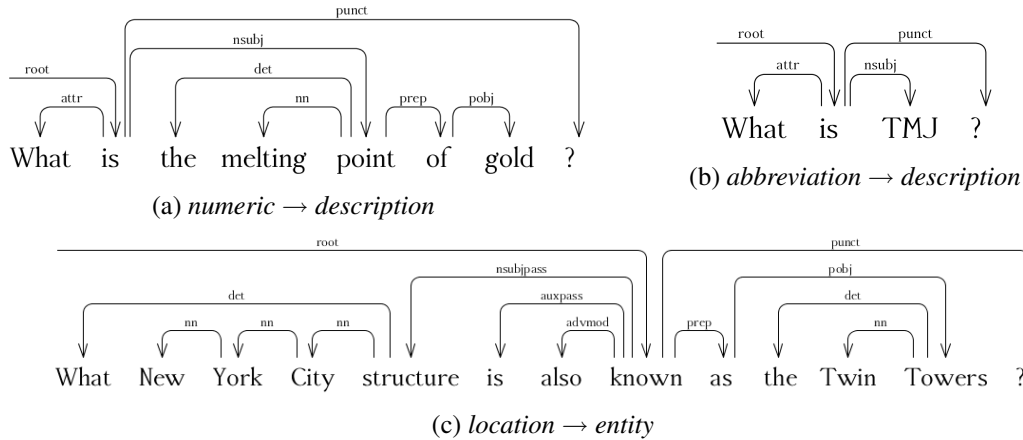 punct
nsubj
root
det
attr
nn
prep
pobj
What is the melting point of gold ?
(a) numeric → description
root
punct
attr
nsubj
What is TMJ ?
(b) abbreviation → description
root
punct
nsubjpass
pobj
det
auxpass
det
nn
nn
nn
advmod
prep
nn
What New York City structure is also known as the Twin Towers ?
(c) location → entity